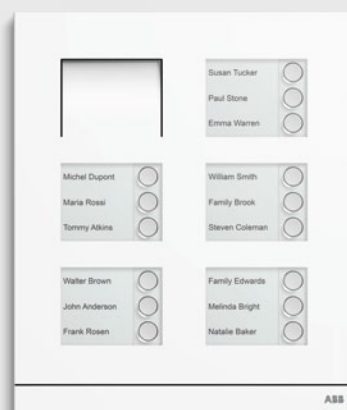 Susan Tucker
Paul Stone
Emma Warren
Michel Dupont
Maria Rossi
Tommy Atkins
William Smith
Family Brook
Steven Coleman
Walter Brown
John Anderson
Frank Rosen
Family Edwards
Melinda Bright
Natalie Baker
ABB